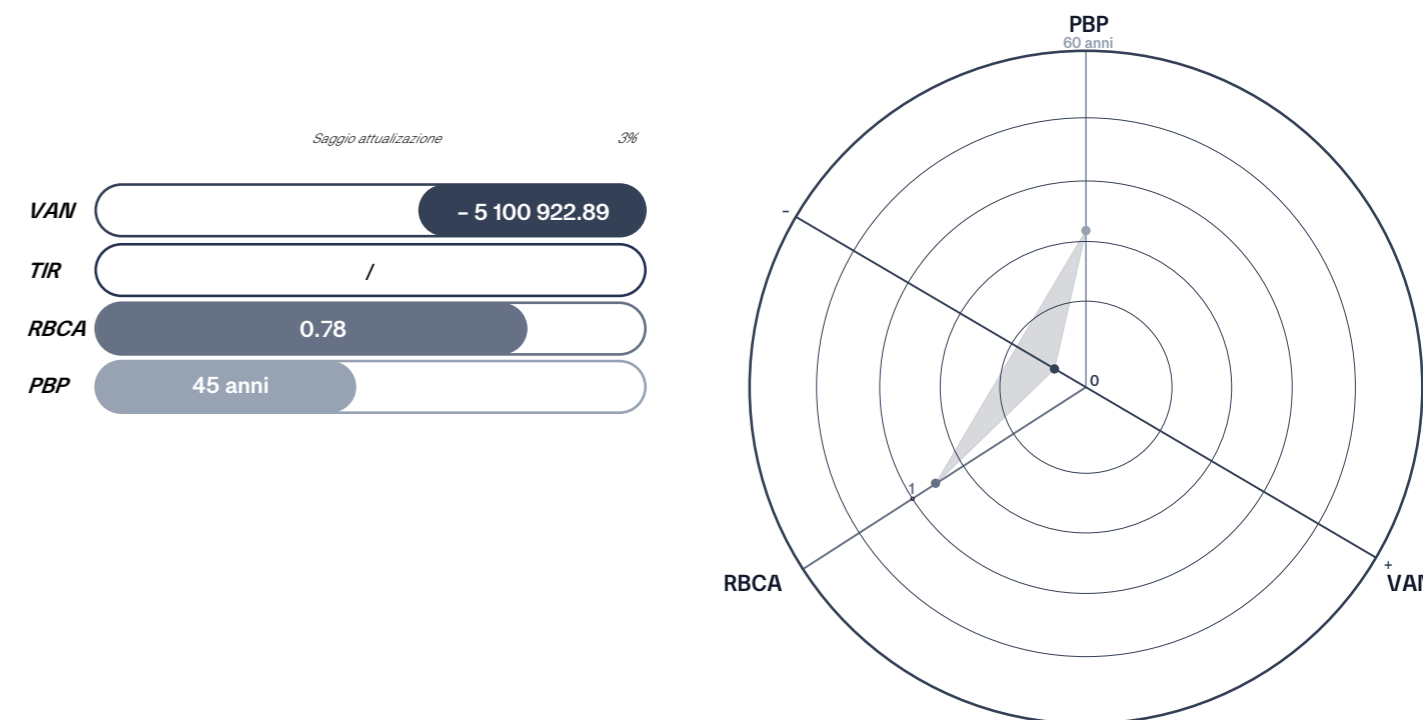 Saggio attualizzazione 3%
VAN – 5 100 922.89
TIR /
RBCA 0.78
PBP 45 anni
PBP
60 anni
-
0
1
RBCA
+
VAN